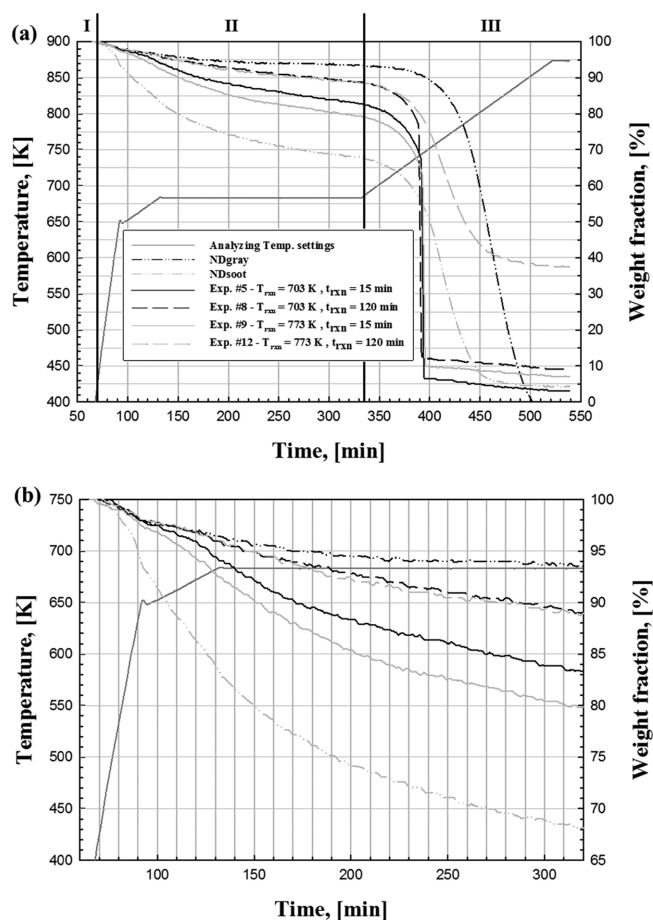 (a)
I II III
900 100
850 90
800 80
750 70
700 60
650 50
600 40
550 30
500 20
450 10
400 0
Temperature, [K]
Weight fraction, [%]
Analyzing Temp. settings
NDgray
NDsoot
Exp. #5 - Trxn = 703 K , trxn = 15 min
Exp. #8 - Trxn = 703 K , trxn = 120 min
Exp. #9 - Trxn = 773 K , trxn = 15 min
Exp. #12 - Trxn = 773 K , trxn = 120 min
50 100 150 200 250 300 350 400 450 500 550
Time, [min]
(b)
750 100
700 95
650 90
600 85
550 80
500 75
450 70
400 65
Temperature, [K]
Weight fraction, [%]
100 150 200 250 300
Time, [min]